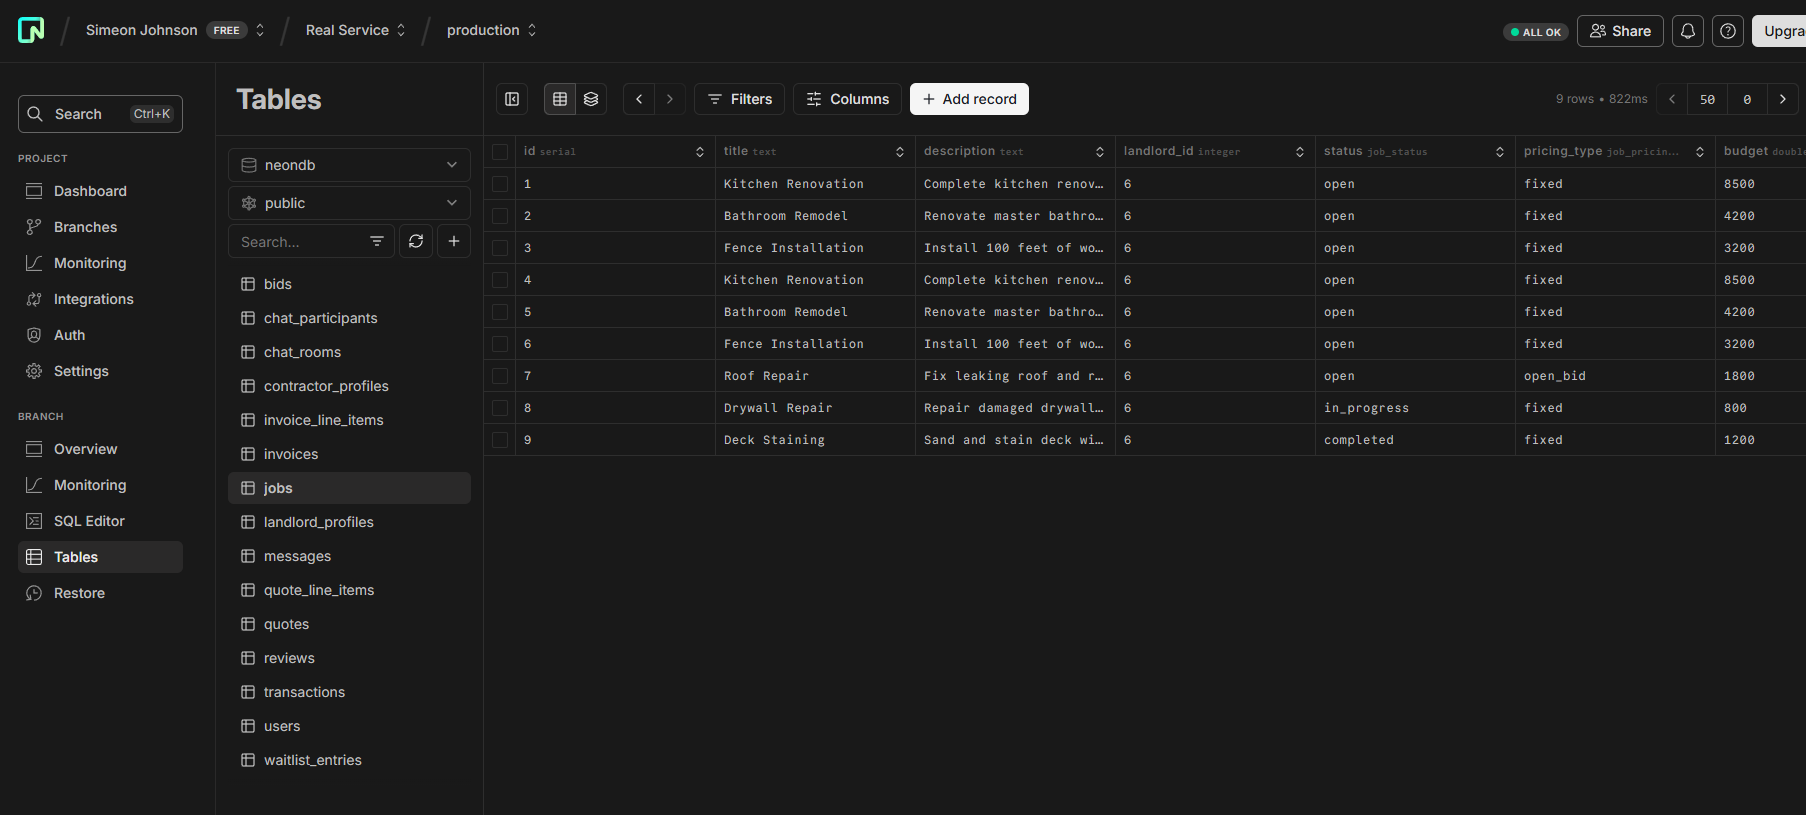 Simeon Johnson FREE Real Service production ALL OK Share Upgra
Search Ctrl+K
PROJECT
Dashboard
Branches
Monitoring
Integrations
Auth
Settings
BRANCH
Overview
Monitoring
SQL Editor
Tables
Restore
Tables
neondb
public
Search...
bids
chat_participants
chat_rooms
contractor_profiles
invoice_line_items
invoices
jobs
landlord_profiles
messages
quote_line_items
quotes
reviews
transactions
users
waitlist_entries
Filters Columns + Add record 9 rows • 822ms 50 0
id serial title text description text landlord_id integer status job_status pricing_type job_pricin... budget double
1 Kitchen Renovation Complete kitchen renov… 6 open fixed 8500
2 Bathroom Remodel Renovate master bathro… 6 open fixed 4200
3 Fence Installation Install 100 feet of wo… 6 open fixed 3200
4 Kitchen Renovation Complete kitchen renov… 6 open fixed 8500
5 Bathroom Remodel Renovate master bathro… 6 open fixed 4200
6 Fence Installation Install 100 feet of wo… 6 open fixed 3200
7 Roof Repair Fix leaking roof and r… 6 open open_bid 1800
8 Drywall Repair Repair damaged drywall… 6 in_progress fixed 800
9 Deck Staining Sand and stain deck wi… 6 completed fixed 1200